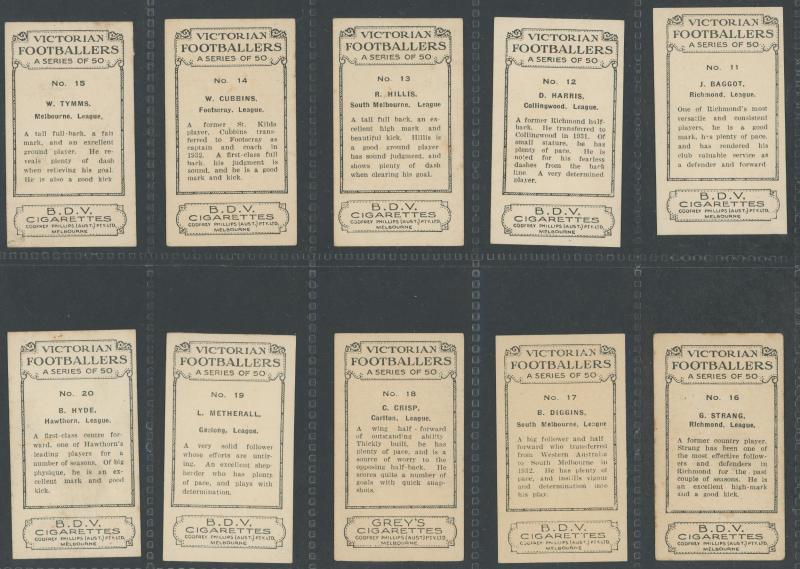 VICTORIAN
FOOTBALLERS
A SERIES OF 50
No. 15
W. TYMMS,
Melbourne, League,
A tall full-back, a fair
mark, and an excellent
ground player. He re-
veals plenty of dash
when relieving his goal.
He is also a good kick
B.D.V.
CIGARETTES
GODFREY PHILLIPS (AUST.) PTY. LTD.
MELBOURNE
VICTORIAN
FOOTBALLERS
A SERIES OF 50
No. 14
W. CUBBINS,
Footscray, League.
A former St. Kilda
player, Cubbins trans-
ferred to Footscray as
captain and coach in
1932. A first-class full
back, his judgment is
sound, and he is a good
mark and kick.
B.D.V.
CIGARETTES
GODFREY PHILLIPS (AUST.) PTY. LTD.
MELBOURNE
VICTORIAN
FOOTBALLERS
A SERIES OF 50
No. 13
R. HILLIS,
South Melbourne, League
A tall full back, an ex-
cellent high mark and
beautiful kick. Hillis is
a good ground player
has sound judgment, and
shows plenty of dash
when clearing his goal.
B.D.V.
CIGARETTES
GODFREY PHILLIPS (AUST.) PTY. LTD.
MELBOURNE
VICTORIAN
FOOTBALLERS
A SERIES OF 50
No. 12
D. HARRIS,
Collingwood, League.
A former Richmond half-
back. He transferred to
Collingwood in 1931. Of
small stature, he has
plenty of pace. He is
noted for his fearless
dashes from the back
line. A very determined
player.
B.D.V.
CIGARETTES
GODFREY PHILLIPS (AUST.) PTY. LTD.
MELBOURNE
VICTORIAN
FOOTBALLERS
A SERIES OF 50
No. 11
J. BAGGOT,
Richmond, League.
One of Richmond's most
versatile and consistent
players, he is a good
mark, has plenty of pace,
and has rendered his
club valuable service as
a defender and forward
B.D.V.
CIGARETTES
GODFREY PHILLIPS (AUST.) PTY. LTD.
MELBOURNE
VICTORIAN
FOOTBALLERS
A SERIES OF 50
No. 20
B. HYDE,
Hawthorn, League.
A first-class centre for-
ward, one of Hawthorn's
leading players for a
number of seasons. Of big
physique, he is an ex-
cellent mark and good
kick.
B.D.V.
CIGARETTES
GODFREY PHILLIPS (AUST.) PTY. LTD.
MELBOURNE
VICTORIAN
FOOTBALLERS
A SERIES OF 50
No. 19
L. METHERALL,
Geelong, League.
A very solid follower
whose efforts are untir-
ing. An excellent shep-
herder who has plenty
of pace, and plays with
determination.
B.D.V.
CIGARETTES
GODFREY PHILLIPS (AUST.) PTY. LTD.
MELBOURNE
VICTORIAN
FOOTBALLERS
A SERIES OF 50
No. 18
C. CRISP,
Carlton, League.
A wing half-forward
of outstanding ability
Thickly built, he has
plenty of pace, and is a
source of worry to the
opposing half-back. He
scores quite a number of
goals with quick snap-
shots.
GREY'S
CIGARETTES
GODFREY PHILLIPS (AUST.) PTY. LTD.
MELBOURNE
VICTORIAN
FOOTBALLERS
A SERIES OF 50
No. 17
B. DIGGINS,
South Melbourne, League
A big follower and half
forward who transferred
from Western Australia
to South Melbourne in
1932. He has plenty of
pace, and instills vigour
and determination into
his play.
B.D.V.
CIGARETTES
GODFREY PHILLIPS (AUST.) PTY. LTD.
MELBOURNE
VICTORIAN
FOOTBALLERS
A SERIES OF 50
No. 16
G. STRANG,
Richmond, League.
A former country player.
Strang has been one of
the most effective follow-
ers and defenders in
Richmond for the past
couple of seasons. He is
an excellent high-mark
and a good kick.
B.D.V.
CIGARETTES
GODFREY PHILLIPS (AUST.) PTY. LTD.
MELBOURNE